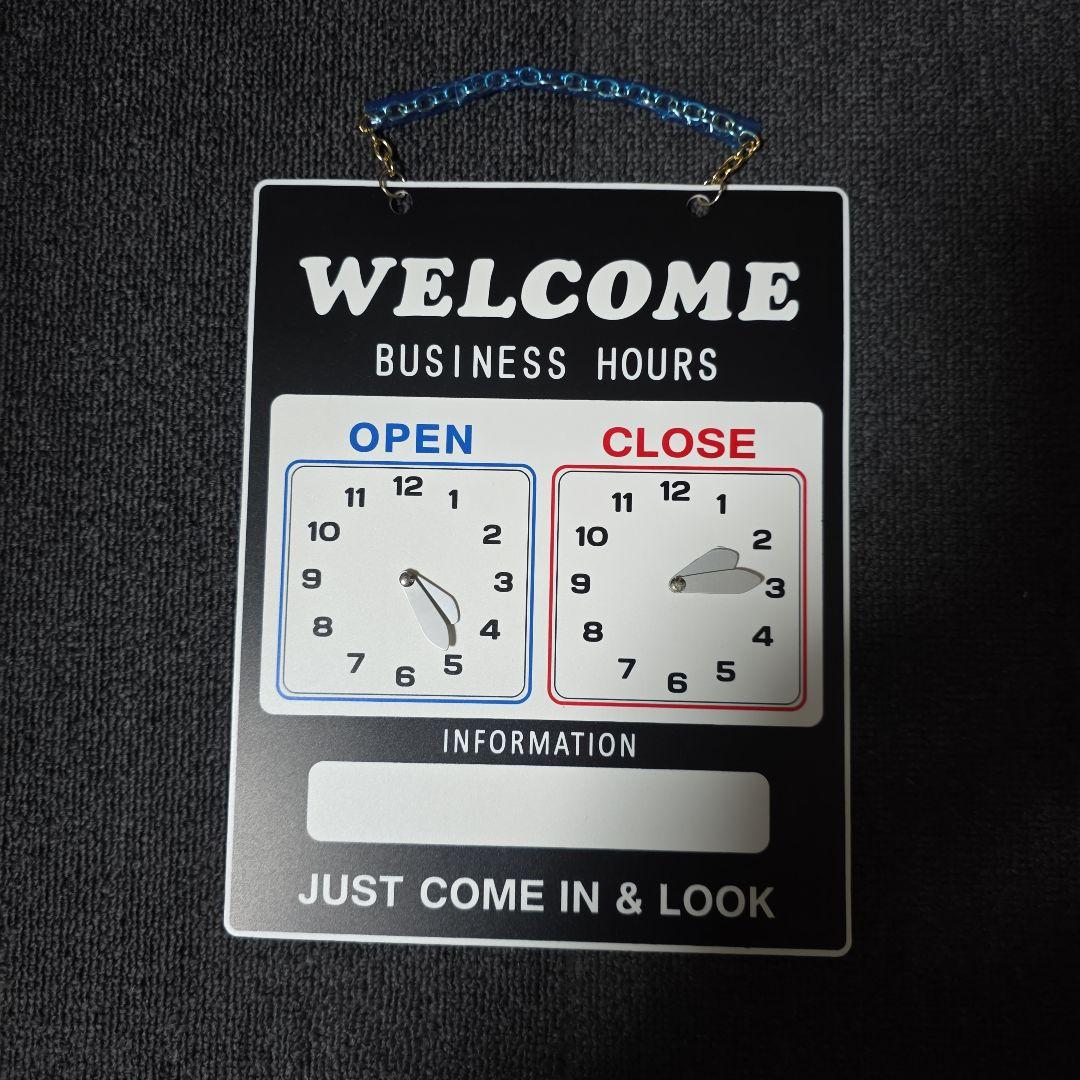 WELCOME
BUSINESS HOURS
OPEN
12
11 1
10 2
9 3
8 4
7 5
6
CLOSE
12
11 1
10 2
9 3
8 4
7 5
6
INFORMATION
JUST COME IN & LOOK